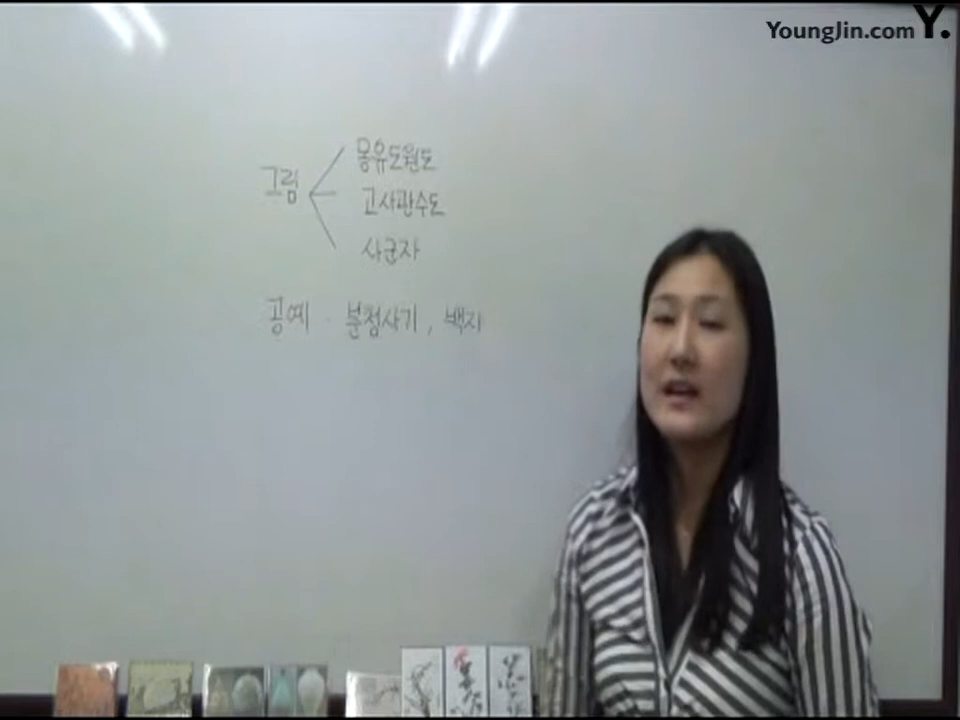 YoungJin.com Y.
몽유도원도
그림
고사관수도
사군자
공예 · 분청사기, 백자